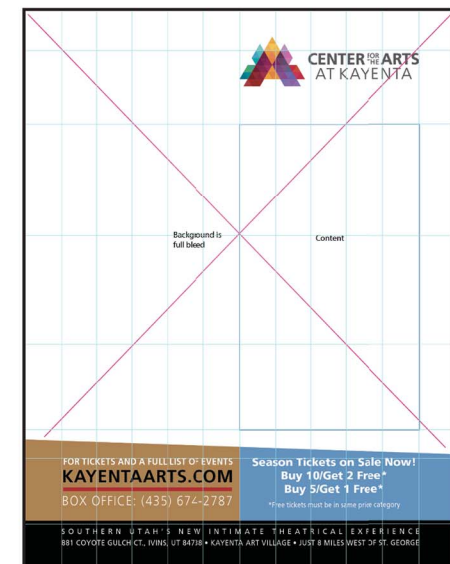 CENTER FOR THE ARTS
AT KAYENTA
Background is
full bleed
Content
FOR TICKETS AND A FULL LIST OF EVENTS
KAYENTAARTS.COM
BOX OFFICE: (435) 674-2787
Season Tickets on Sale Now!
Buy 10/Get 2 Free*
Buy 5/Get 1 Free*
*Free tickets must be in same price category
SOUTHERN UTAH'S NEW INTIMATE THEATRICAL EXPERIENCE
881 COYOTE GULCH CT., IVINS, UT 84738 • KAYENTA ART VILLAGE • JUST 8 MILES WEST OF ST. GEORGE